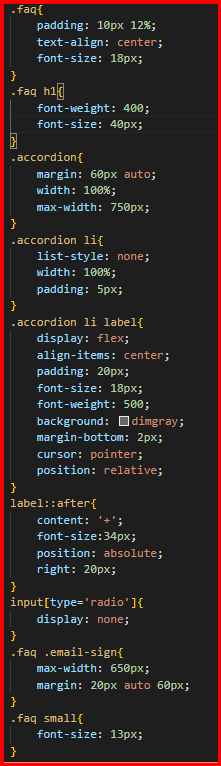 .faq{
    padding: 10px 12%;
    text-align: center;
    font-size: 18px;
}
.faq h1{
    font-weight: 400;
    font-size: 40px;
}
.accordion{
    margin: 60px auto;
    width: 100%;
    max-width: 750px;
}
.accordion li{
    list-style: none;
    width: 100%;
    padding: 5px;
}
.accordion li label{
    display: flex;
    align-items: center;
    padding: 20px;
    font-size: 18px;
    font-weight: 500;
    background: dimgray;
    margin-bottom: 2px;
    cursor: pointer;
    position: relative;
}
label::after{
    content: '+';
    font-size:34px;
    position: absolute;
    right: 20px;
}
input[type='radio']{
    display: none;
}
.faq .email-sign{
    max-width: 650px;
    margin: 20px auto 60px;
}
.faq small{
    font-size: 13px;
}